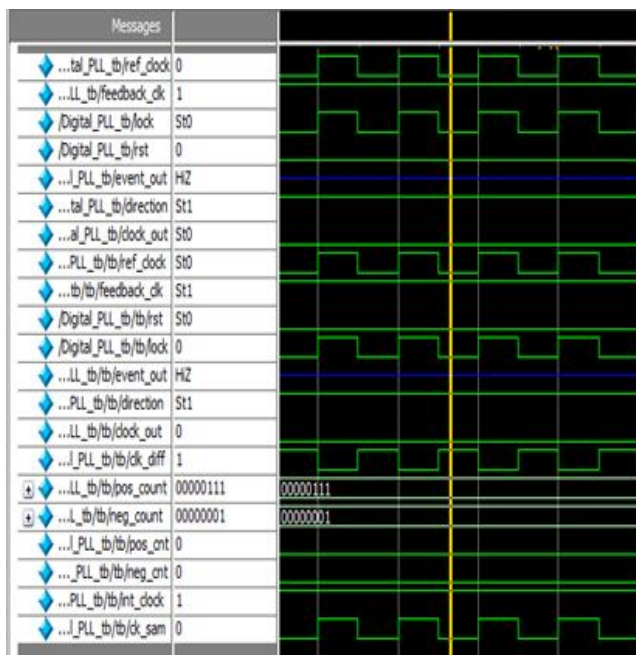 Messages
...tal_PLL_tb/ref_clock 0
...LL_tb/feedback_clk 1
/Digital_PLL_tb/lock St0
/Digital_PLL_tb/rst 0
...l_PLL_tb/event_out HiZ
...tal_PLL_tb/direction St1
...al_PLL_tb/clock_out St0
...PLL_tb/tb/ref_clock St0
...tb/tb/feedback_clk St1
/Digital_PLL_tb/tb/rst St0
/Digital_PLL_tb/tb/lock 0
...LL_tb/tb/event_out HiZ
...PLL_tb/tb/direction St1
...LL_tb/tb/clock_out 0
...l_PLL_tb/tb/clk_diff 1
...LL_tb/tb/pos_count 00000111 00000111
...L_tb/tb/neg_count 00000001 00000001
...l_PLL_tb/tb/pos_cnt 0
..._PLL_tb/tb/neg_cnt 0
...PLL_tb/tb/int_clock 1
...l_PLL_tb/tb/ck_sam 0